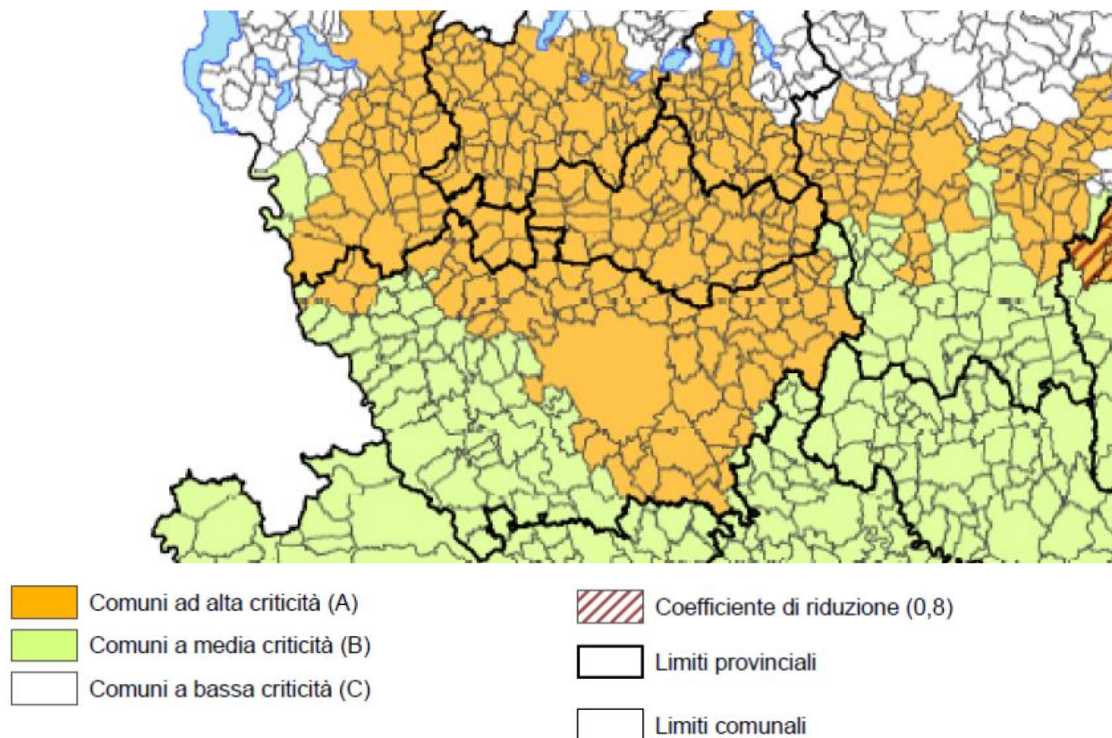 Comuni ad alta criticità (A)
Comuni a media criticità (B)
Comuni a bassa criticità (C)
Coefficiente di riduzione (0,8)
Limiti provinciali
Limiti comunali